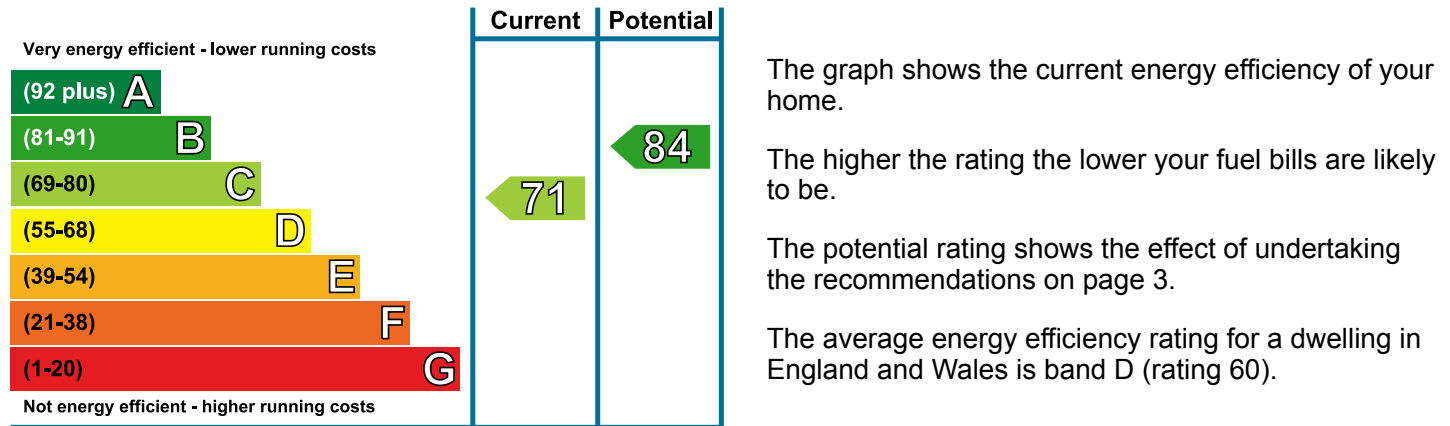 Current Potential
Very energy efficient - lower running costs
(92 plus) A
(81-91) B
84
(69-80) C
71
(55-68) D
(39-54) E
(21-38) F
(1-20) G
Not energy efficient - higher running costs
The graph shows the current energy efficiency of your
home.
The higher the rating the lower your fuel bills are likely
to be.
The potential rating shows the effect of undertaking
the recommendations on page 3.
The average energy efficiency rating for a dwelling in
England and Wales is band D (rating 60).